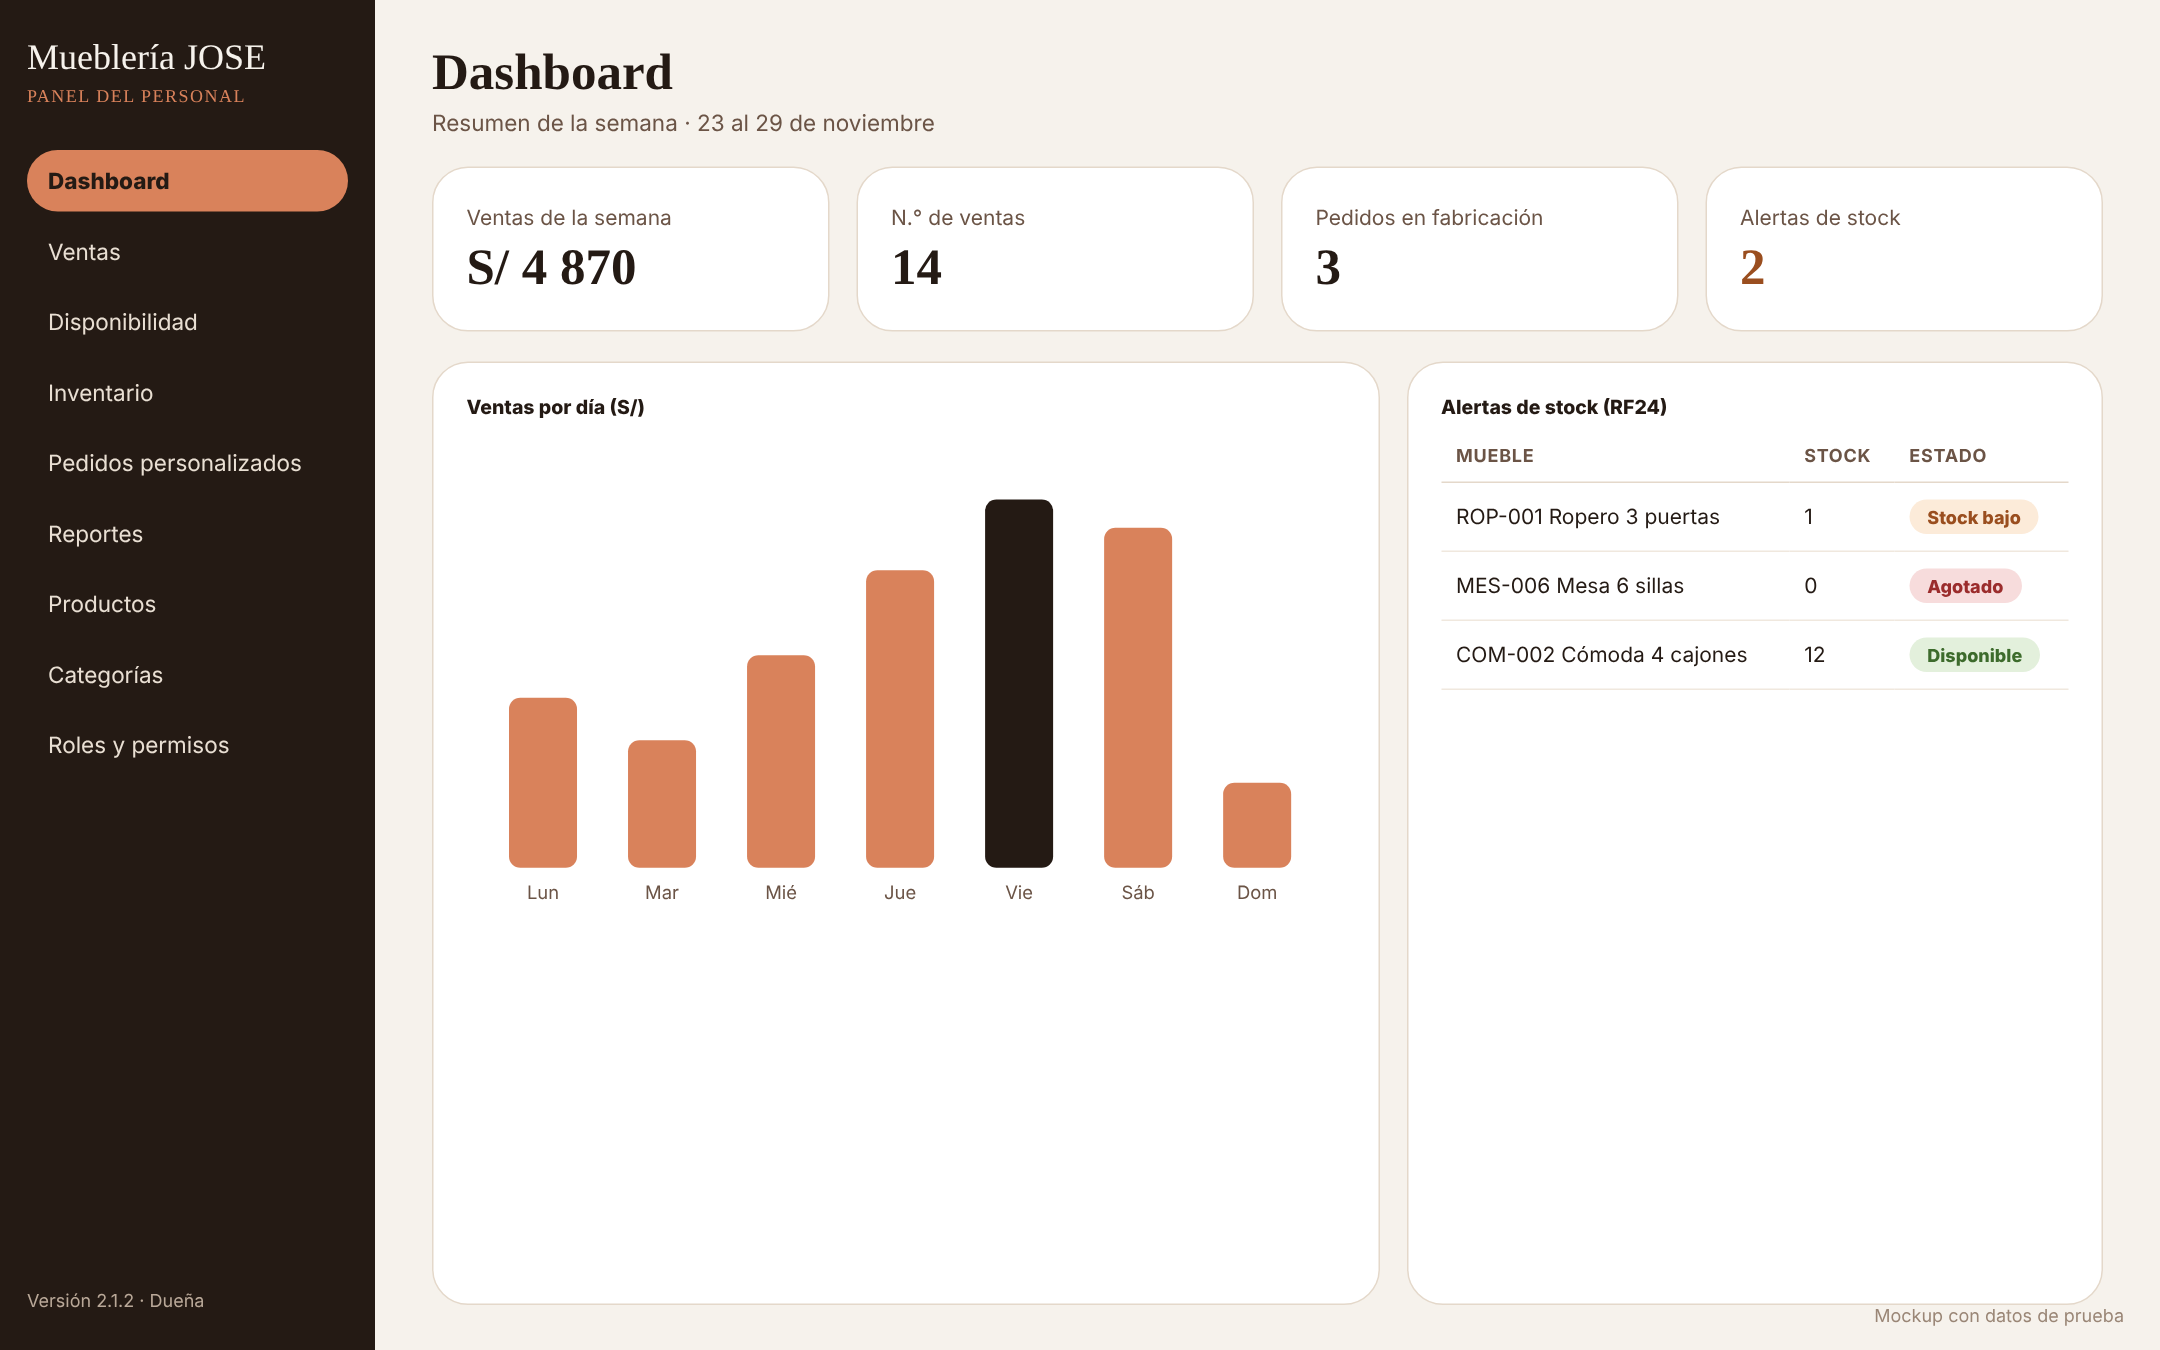 Mueblería JOSE
PANEL DEL PERSONAL
Dashboard
Ventas
Disponibilidad
Inventario
Pedidos personalizados
Reportes
Productos
Categorías
Roles y permisos
Versión 2.1.2 · Dueña
Dashboard
Resumen de la semana · 23 al 29 de noviembre
Ventas de la semana
S/ 4 870
N.° de ventas
14
Pedidos en fabricación
3
Alertas de stock
2
Ventas por día (S/)
Lun Mar Mié Jue Vie Sáb Dom
Alertas de stock (RF24)
MUEBLE STOCK ESTADO
ROP-001 Ropero 3 puertas 1 Stock bajo
MES-006 Mesa 6 sillas 0 Agotado
COM-002 Cómoda 4 cajones 12 Disponible
Mockup con datos de prueba